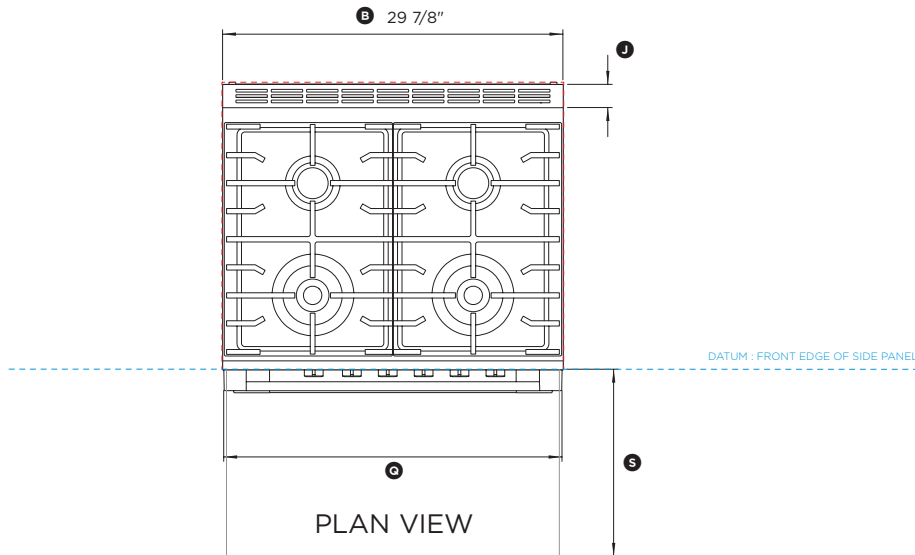 B 29 7/8"
J
DATUM : FRONT EDGE OF SIDE PANEL
Q
S
PLAN VIEW